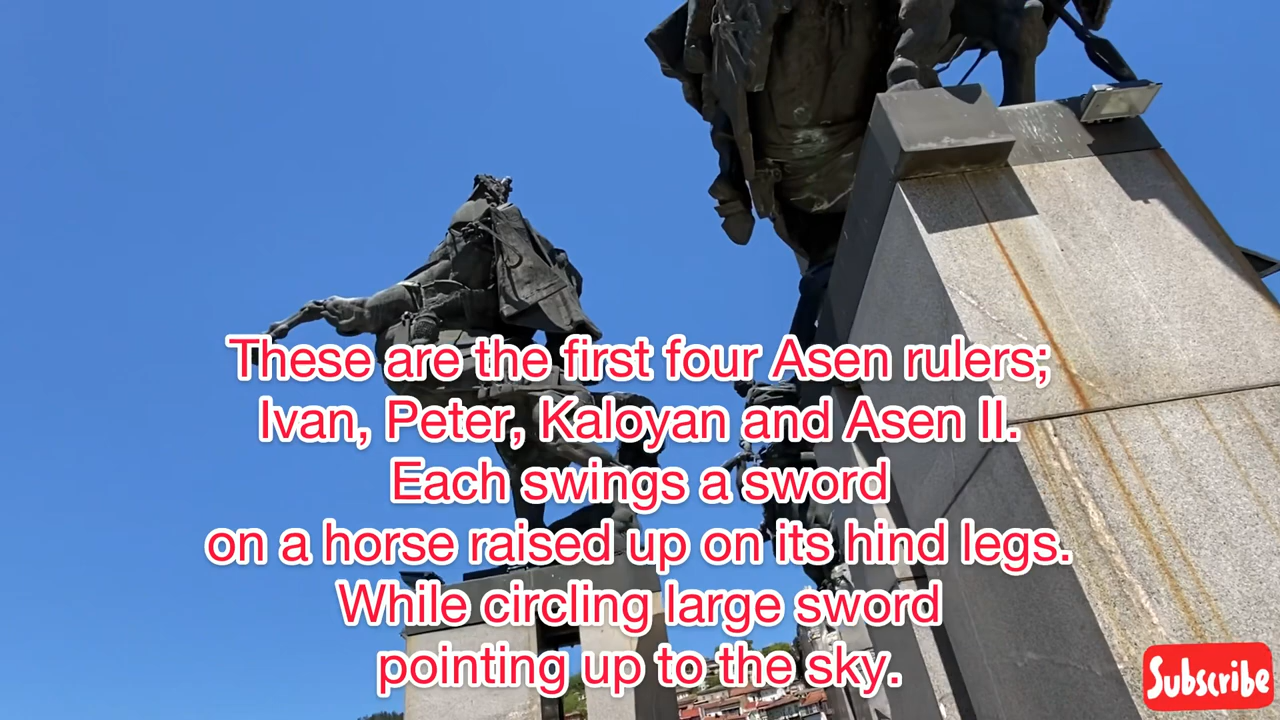 These are the first four Asen rulers;
Ivan, Peter, Kaloyan and Asen II.
Each swings a sword
on a horse raised up on its hind legs.
While circling large sword
pointing up to the sky.
Subscribe